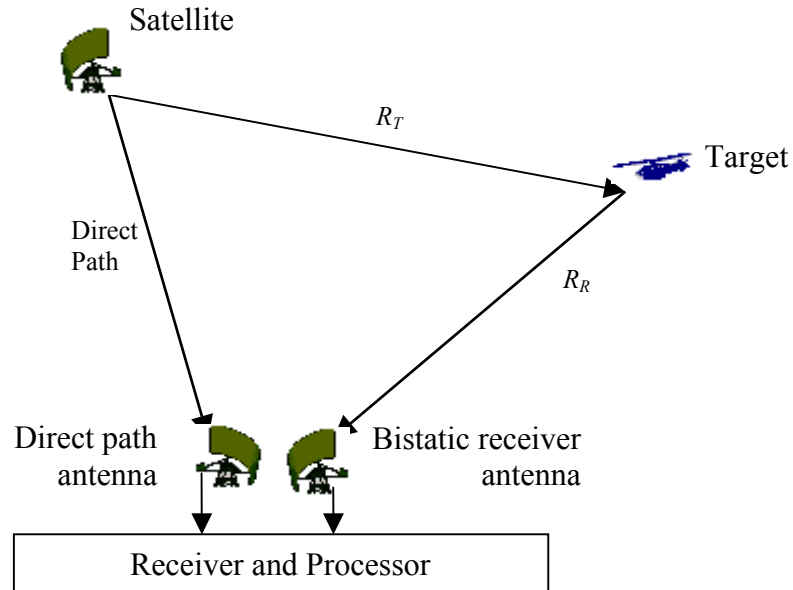 Satellite
R_T
Target
Direct
Path
R_R
Direct path
antenna
Bistatic receiver
antenna
Receiver and Processor